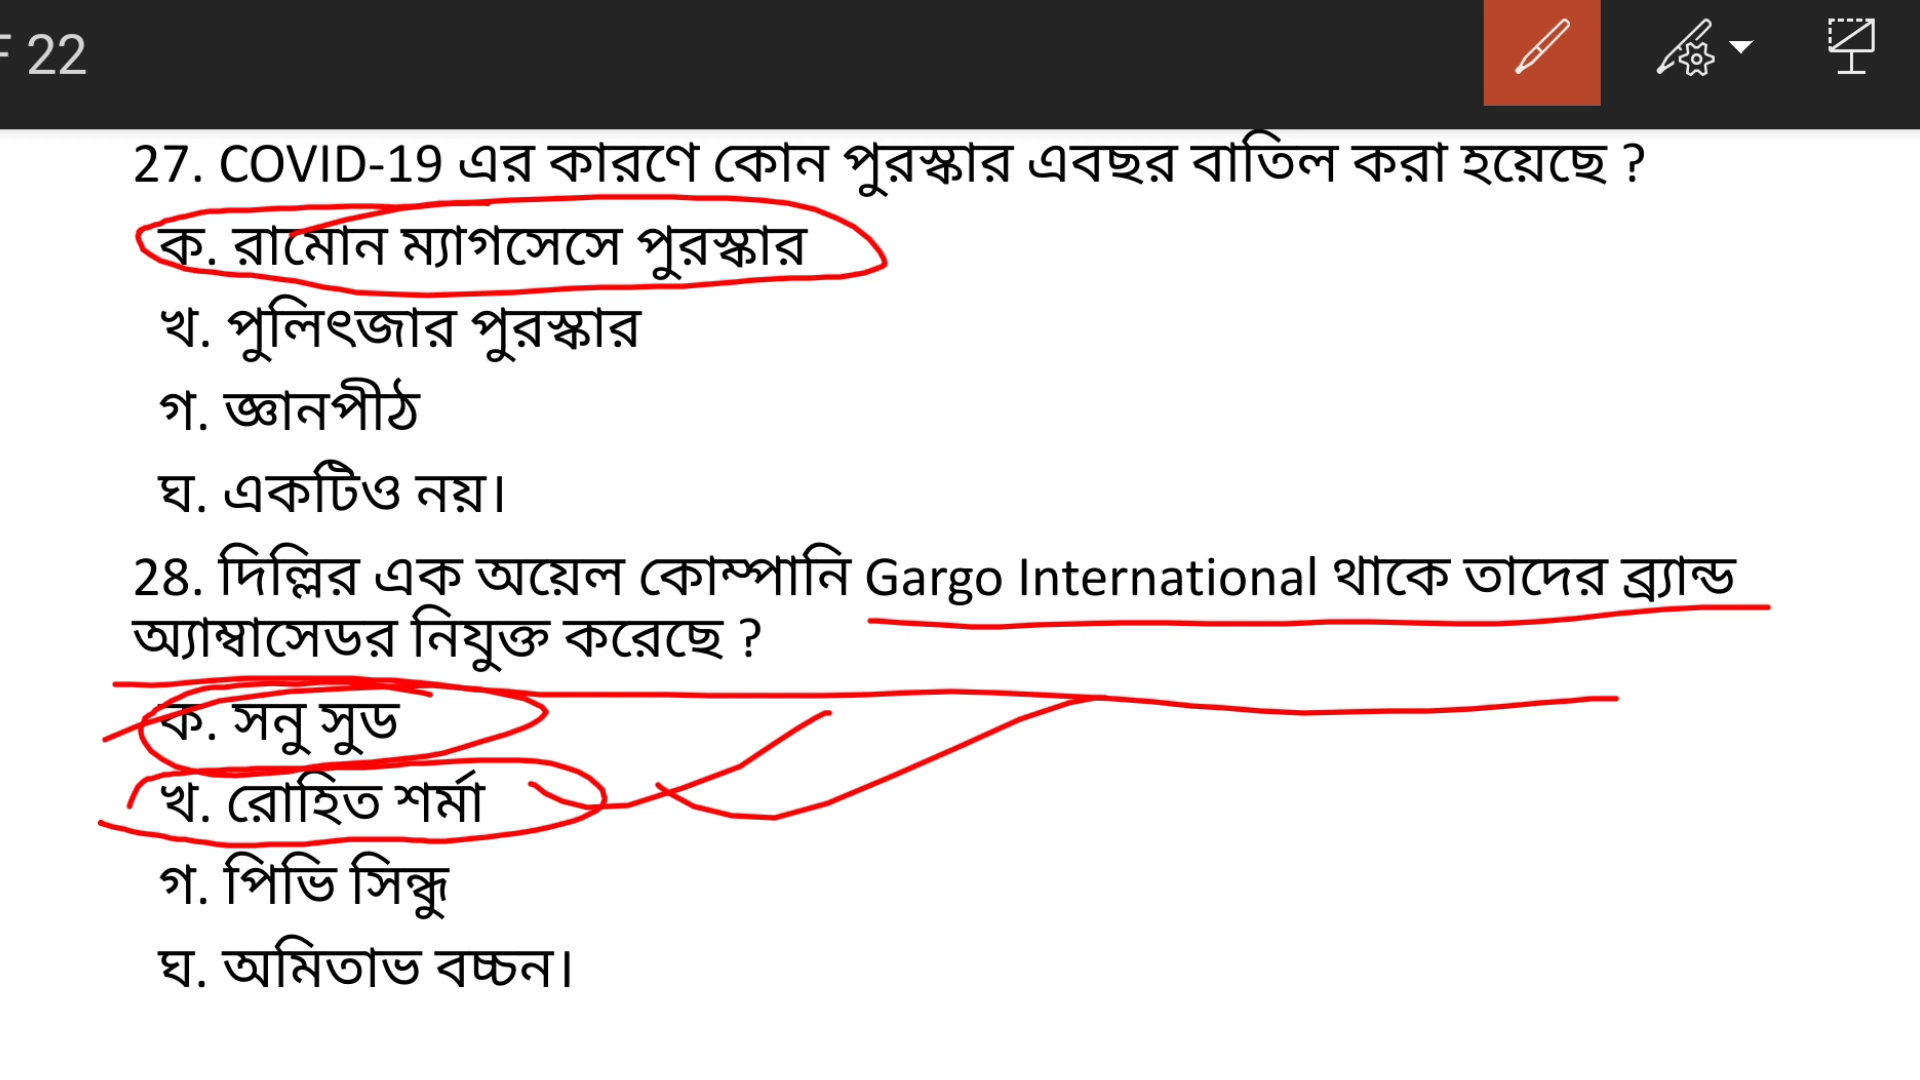 F 22
27. COVID-19 এর কারণে কোন পুরস্কার এবছর বাতিল করা হয়েছে ?
ক. রামোন ম্যাগসেসে পুরস্কার
খ. পুলিৎজার পুরস্কার
গ. জ্ঞানপীঠ
ঘ. একটিও নয়।
28. দিল্লির এক অয়েল কোম্পানি Gargo International থাকে তাদের ব্র্যান্ড
অ্যাম্বাসেডর নিযুক্ত করেছে ?
ক. সনু সুড
খ. রোহিত শর্মা
গ. পিভি সিন্ধু
ঘ. অমিতাভ বচ্চন।